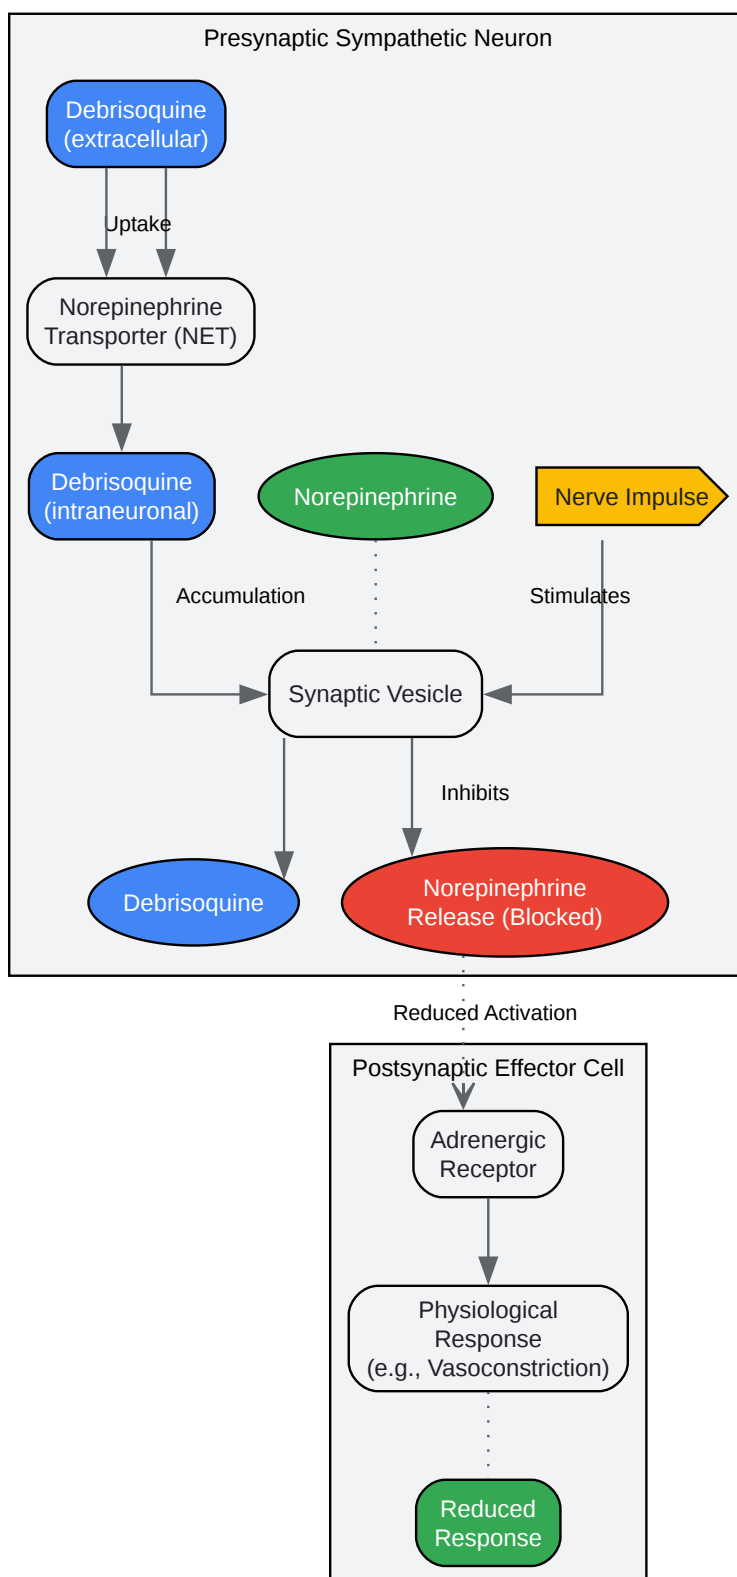 Presynaptic Sympathetic Neuron
Debrisoquine
(extracellular)
Uptake
Norepinephrine
Transporter (NET)
Debrisoquine
(intraneuronal)
Norepinephrine
Nerve Impulse
Accumulation
Stimulates
Synaptic Vesicle
Inhibits
Debrisoquine
Norepinephrine
Release (Blocked)
Reduced Activation
Postsynaptic Effector Cell
Adrenergic
Receptor
Physiological
Response
(e.g., Vasoconstriction)
Reduced
Response